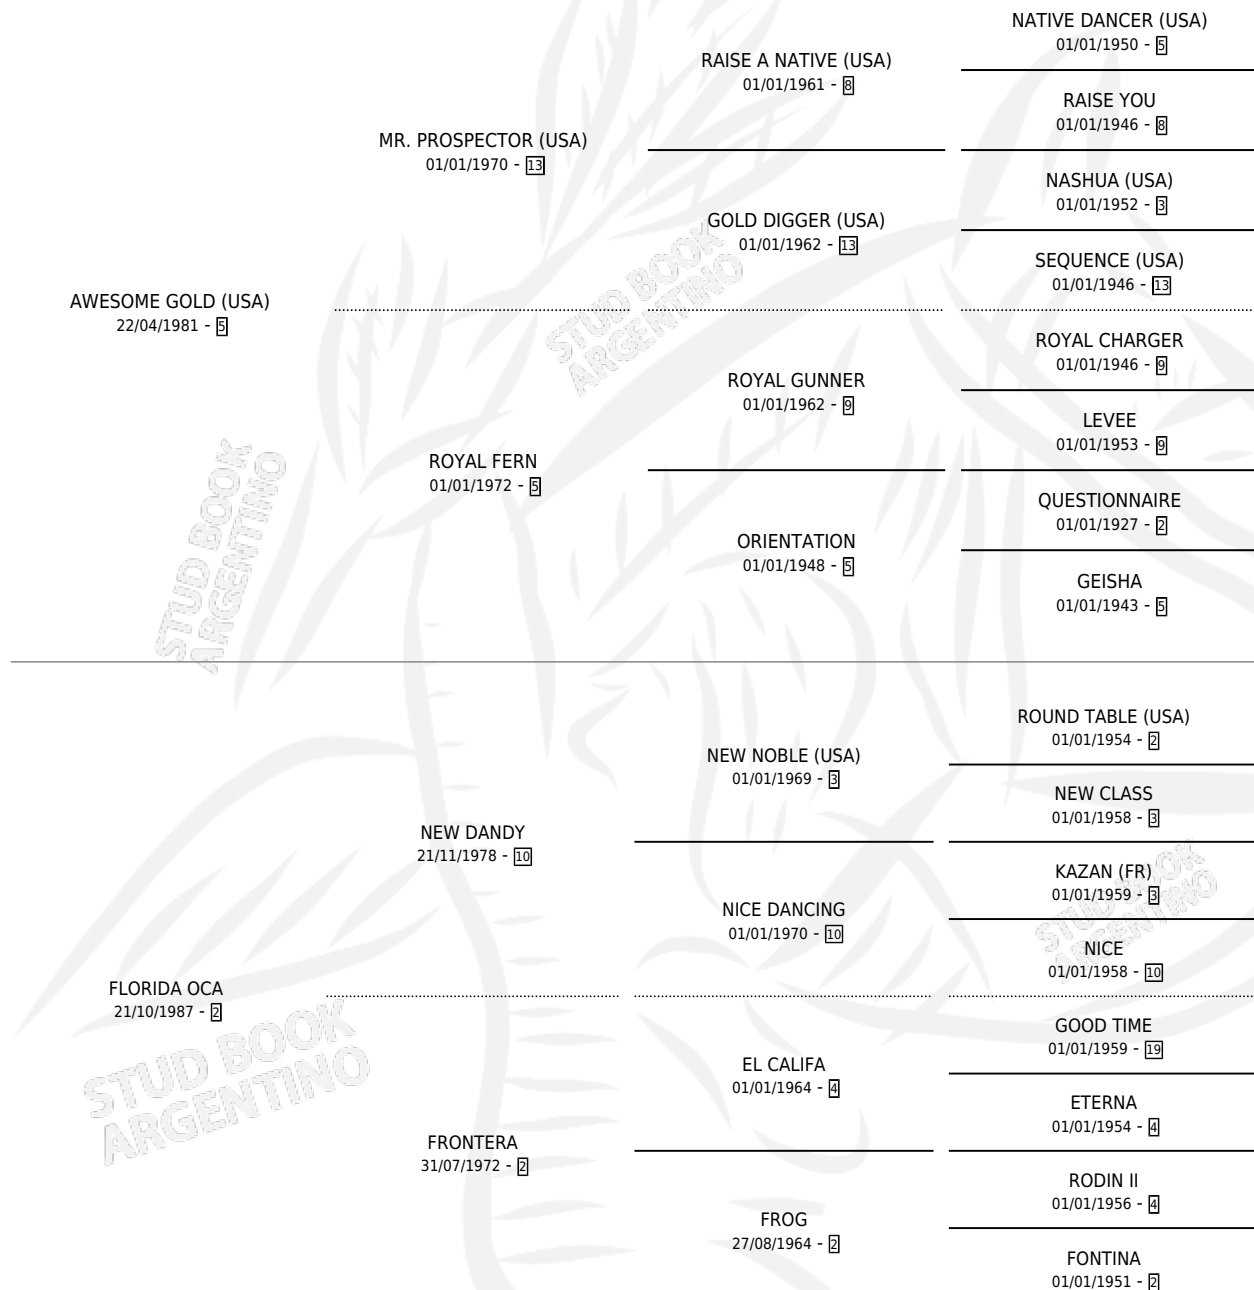 NATIVE DANCER (USA)
01/01/1950 - 5
RAISE A NATIVE (USA)
01/01/1961 - 8
RAISE YOU
01/01/1946 - 8
MR. PROSPECTOR (USA)
01/01/1970 - 13
NASHUA (USA)
01/01/1952 - 3
GOLD DIGGER (USA)
01/01/1962 - 13
SEQUENCE (USA)
01/01/1946 - 13
AWESOME GOLD (USA)
22/04/1981 - 5
STUD BOOK
ARGENTINO
ROYAL CHARGER
01/01/1946 - 9
ROYAL GUNNER
01/01/1962 - 9
LEVEE
01/01/1953 - 9
ROYAL FERN
01/01/1972 - 5
QUESTIONNAIRE
01/01/1927 - 2
ORIENTATION
01/01/1948 - 5
GEISHA
01/01/1943 - 5
STUD BOOK
ARGENTINO
ROUND TABLE (USA)
01/01/1954 - 2
NEW NOBLE (USA)
01/01/1969 - 3
NEW CLASS
01/01/1958 - 3
NEW DANDY
21/11/1978 - 10
KAZAN (FR)
01/01/1959 - 3
NICE DANCING
01/01/1970 - 10
STUD BOOK
ARGENTINO
NICE
01/01/1958 - 10
FLORIDA OCA
21/10/1987 - 2
STUD BOOK
ARGENTINO
GOOD TIME
01/01/1959 - 19
EL CALIFA
01/01/1964 - 4
ETERNA
01/01/1954 - 4
FRONTERA
31/07/1972 - 2
RODIN II
01/01/1956 - 4
FROG
27/08/1964 - 2
FONTINA
01/01/1951 - 2